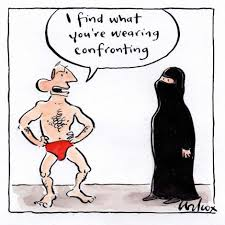 I find what
you're wearing
confronting
Wilcox